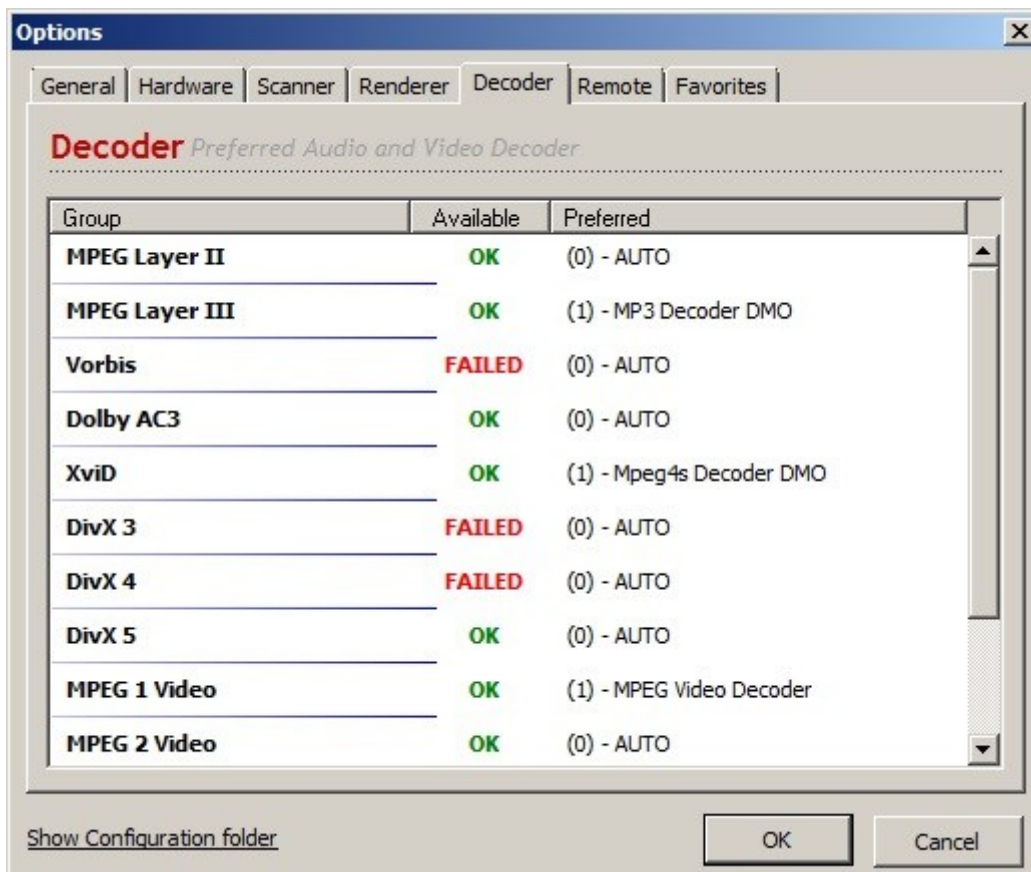 Options
General Hardware Scanner Renderer Decoder Remote Favorites
Decoder Preferred Audio and Video Decoder
Group Available Preferred
MPEG Layer II OK (0) - AUTO
MPEG Layer III OK (1) - MP3 Decoder DMO
Vorbis FAILED (0) - AUTO
Dolby AC3 OK (0) - AUTO
XviD OK (1) - Mpeg4s Decoder DMO
DivX 3 FAILED (0) - AUTO
DivX 4 FAILED (0) - AUTO
DivX 5 OK (0) - AUTO
MPEG 1 Video OK (1) - MPEG Video Decoder
MPEG 2 Video OK (0) - AUTO
Show Configuration folder OK Cancel